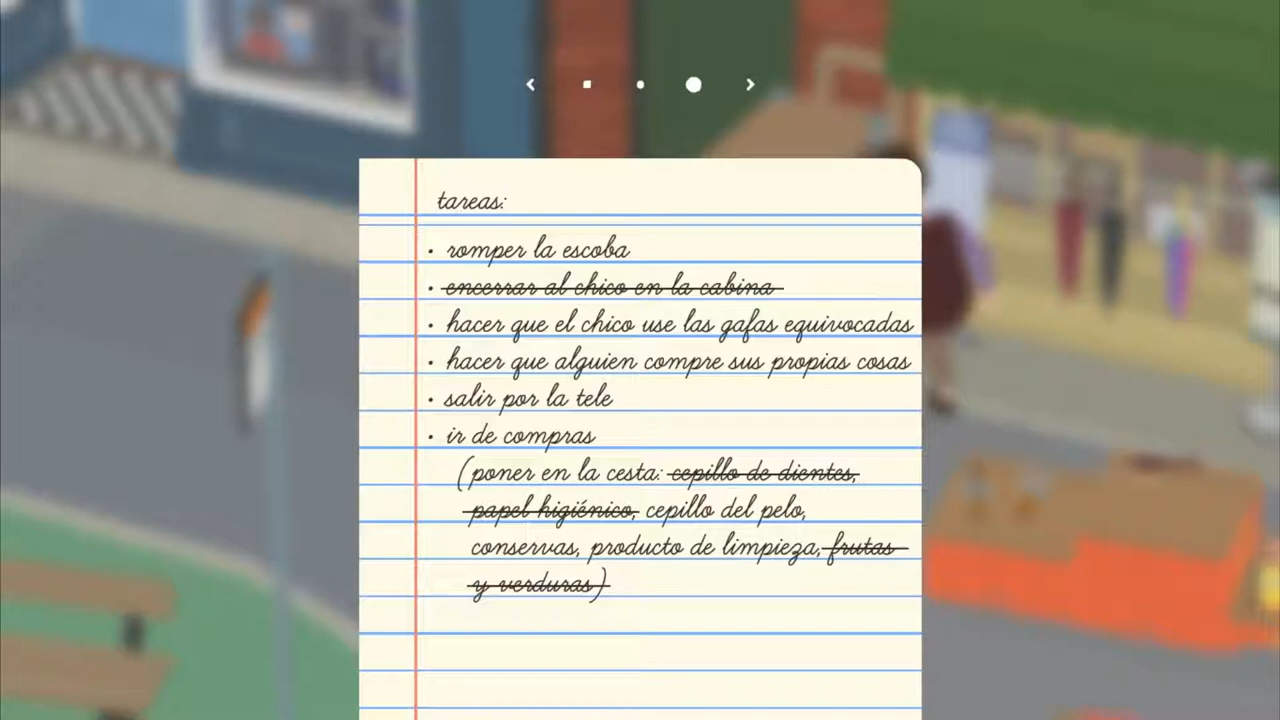 tareas:
· romper la escoba
· encerrar al chico en la cabina
· hacer que el chico use las gafas equivocadas
· hacer que alguien compre sus propias cosas
· salir por la tele
· ir de compras
(poner en la cesta: cepillo de dientes,
papel higiénico, cepillo del pelo,
conservas, producto de limpieza, frutas
y verduras)